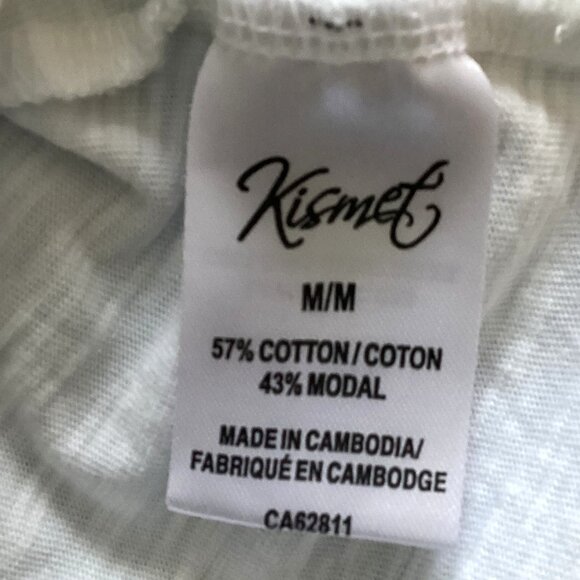 Kismet
M/M
57% COTTON / COTON
43% MODAL
MADE IN CAMBODIA/
FABRIQUÉ EN CAMBODGE
CA62811